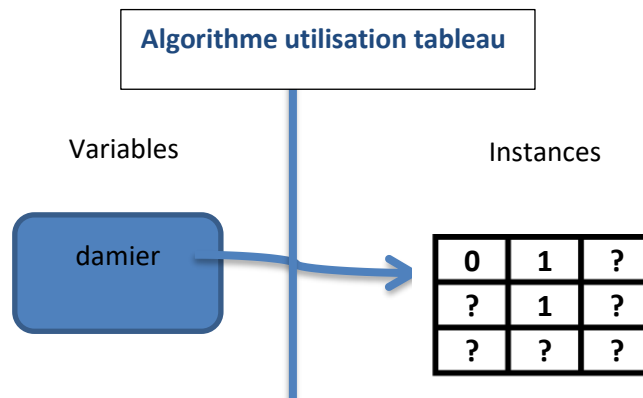 Algorithme utilisation tableau
Variables
Instances
damier
0 1 ?
? 1 ?
? ? ?